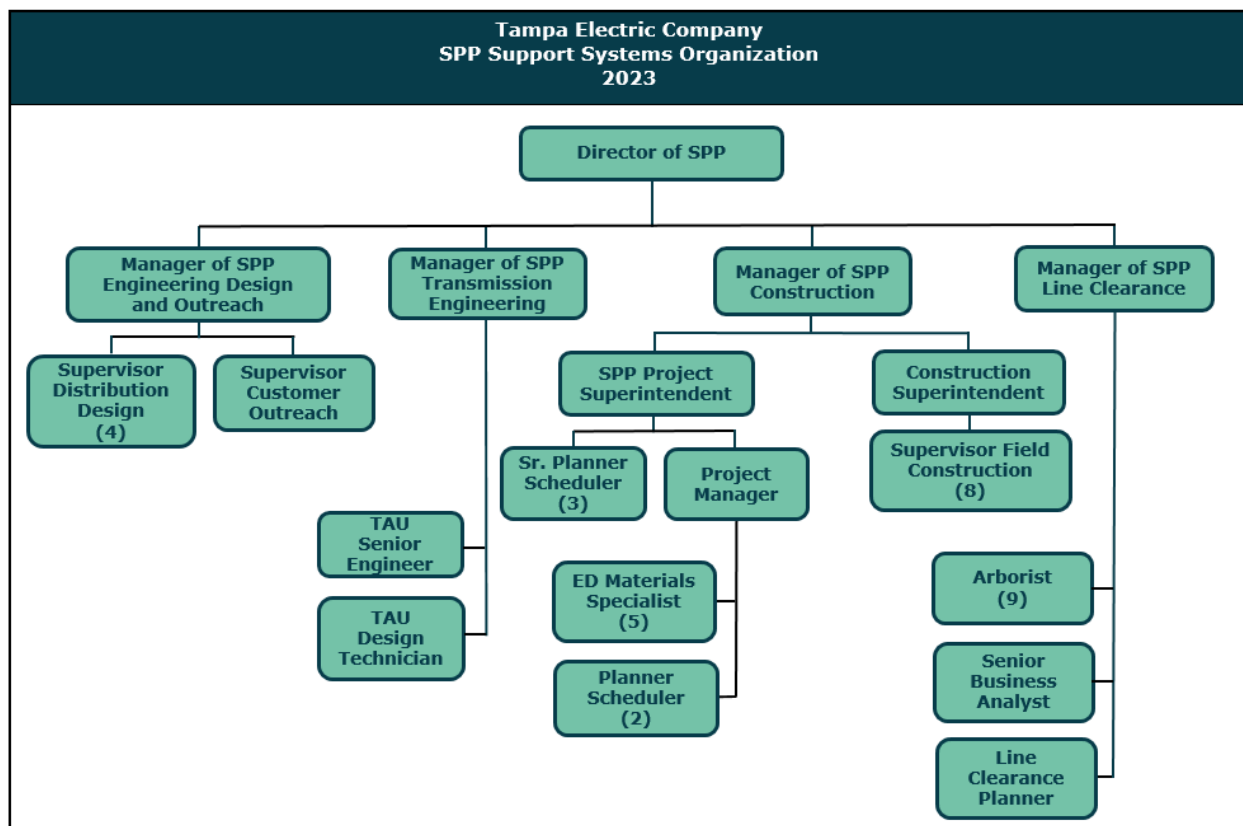 Tampa Electric Company
SPP Support Systems Organization
2023
Director of SPP
Manager of SPP
Engineering Design
and Outreach
Manager of SPP
Transmission
Engineering
Manager of SPP
Construction
Manager of SPP
Line Clearance
Supervisor
Distribution
Design
(4)
Supervisor
Customer
Outreach
SPP Project
Superintendent
Construction
Superintendent
Sr. Planner
Scheduler
(3)
Project
Manager
Supervisor Field
Construction
(8)
TAU
Senior
Engineer
TAU
Design
Technician
ED Materials
Specialist
(5)
Planner
Scheduler
(2)
Arborist
(9)
Senior
Business
Analyst
Line
Clearance
Planner